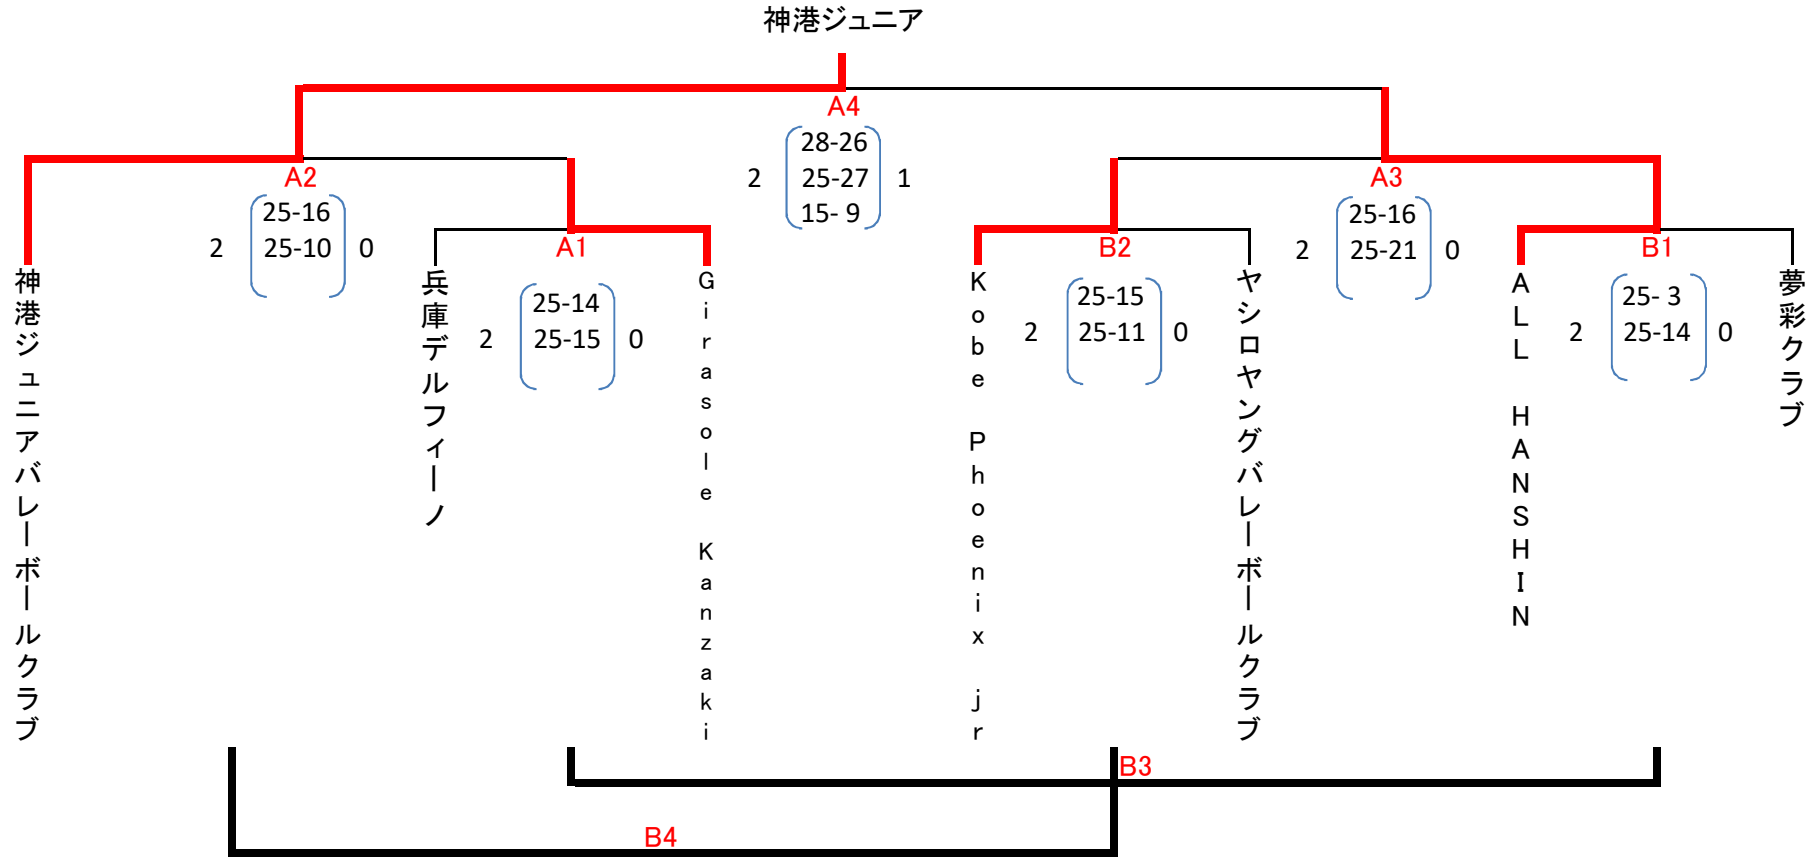 神港ジュニア
A4
28-26
2 25-27 1
15- 9
A2
25-16
2 25-10 0
A3
25-16
2 25-21 0
A1
25-14
2 25-15 0
B2
25-15
2 25-11 0
B1
25- 3
2 25-14 0
神港ジュニアバレーボールクラブ
兵庫デルフィーノ
Girasole Kanzaki
Kobe Phoenix jr
ヤシロヤングバレーボールクラブ
ALL HANSHIN
夢彩クラブ
B3
B4